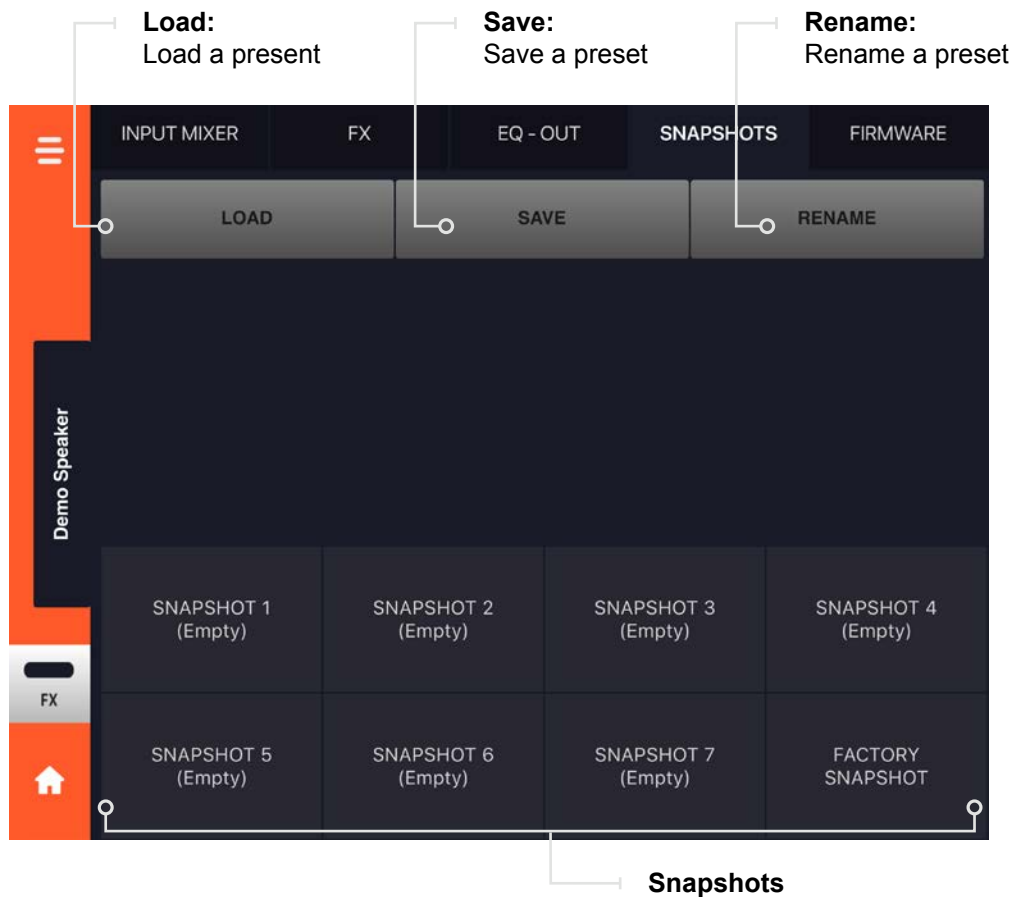 Load:
Load a present
Save:
Save a preset
Rename:
Rename a preset
INPUT MIXER
FX
EQ - OUT
SNAPSHOTS
FIRMWARE
LOAD
SAVE
RENAME
Demo Speaker
SNAPSHOT 1
(Empty)
SNAPSHOT 2
(Empty)
SNAPSHOT 3
(Empty)
SNAPSHOT 4
(Empty)
FX
SNAPSHOT 5
(Empty)
SNAPSHOT 6
(Empty)
SNAPSHOT 7
(Empty)
FACTORY
SNAPSHOT
Snapshots